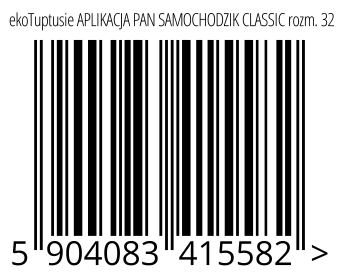 ekoTuptusie APLIKACJA PAN SAMOCHODZIK CLASSIC rozm. 32
5 904083 415582 >